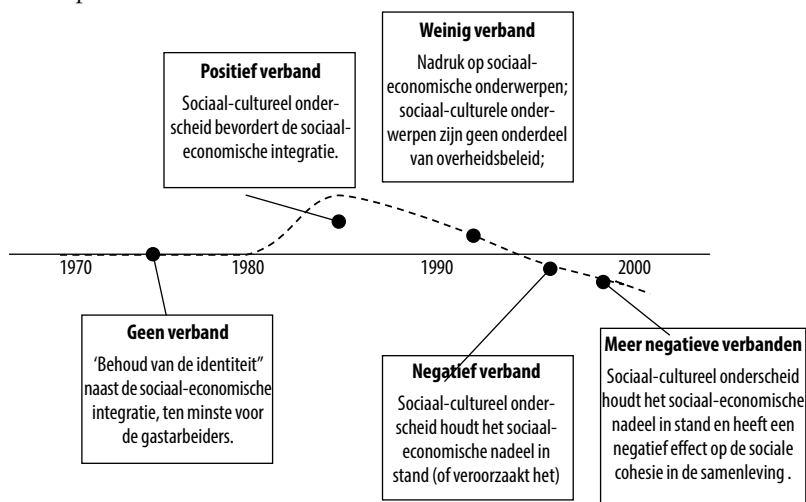 Weinig verband
Nadruk op sociaal-
economische onderwerpen;
sociaal-culturele onder-
werpen zijn geen onderdeel
van overheidsbeleid;
Positief verband
Sociaal-cultureel onder-
scheid bevordert de sociaal-
economische integratie.
1970
1980
1990
2000
Geen verband
‘Behoud van de identiteit”
naast de sociaal-economische
integratie, ten minste voor
de gastarbeiders.
Negatief verband
Sociaal-cultureel onder-
scheid houdt het sociaal-
economische nadeel in
stand (of veroorzaakt het)
Meer negatieve verbanden
Sociaal-cultureel onderscheid
houdt het sociaal-economische
nadeel in stand en heeft een
negatief effect op de sociale
cohesie in de samenleving .